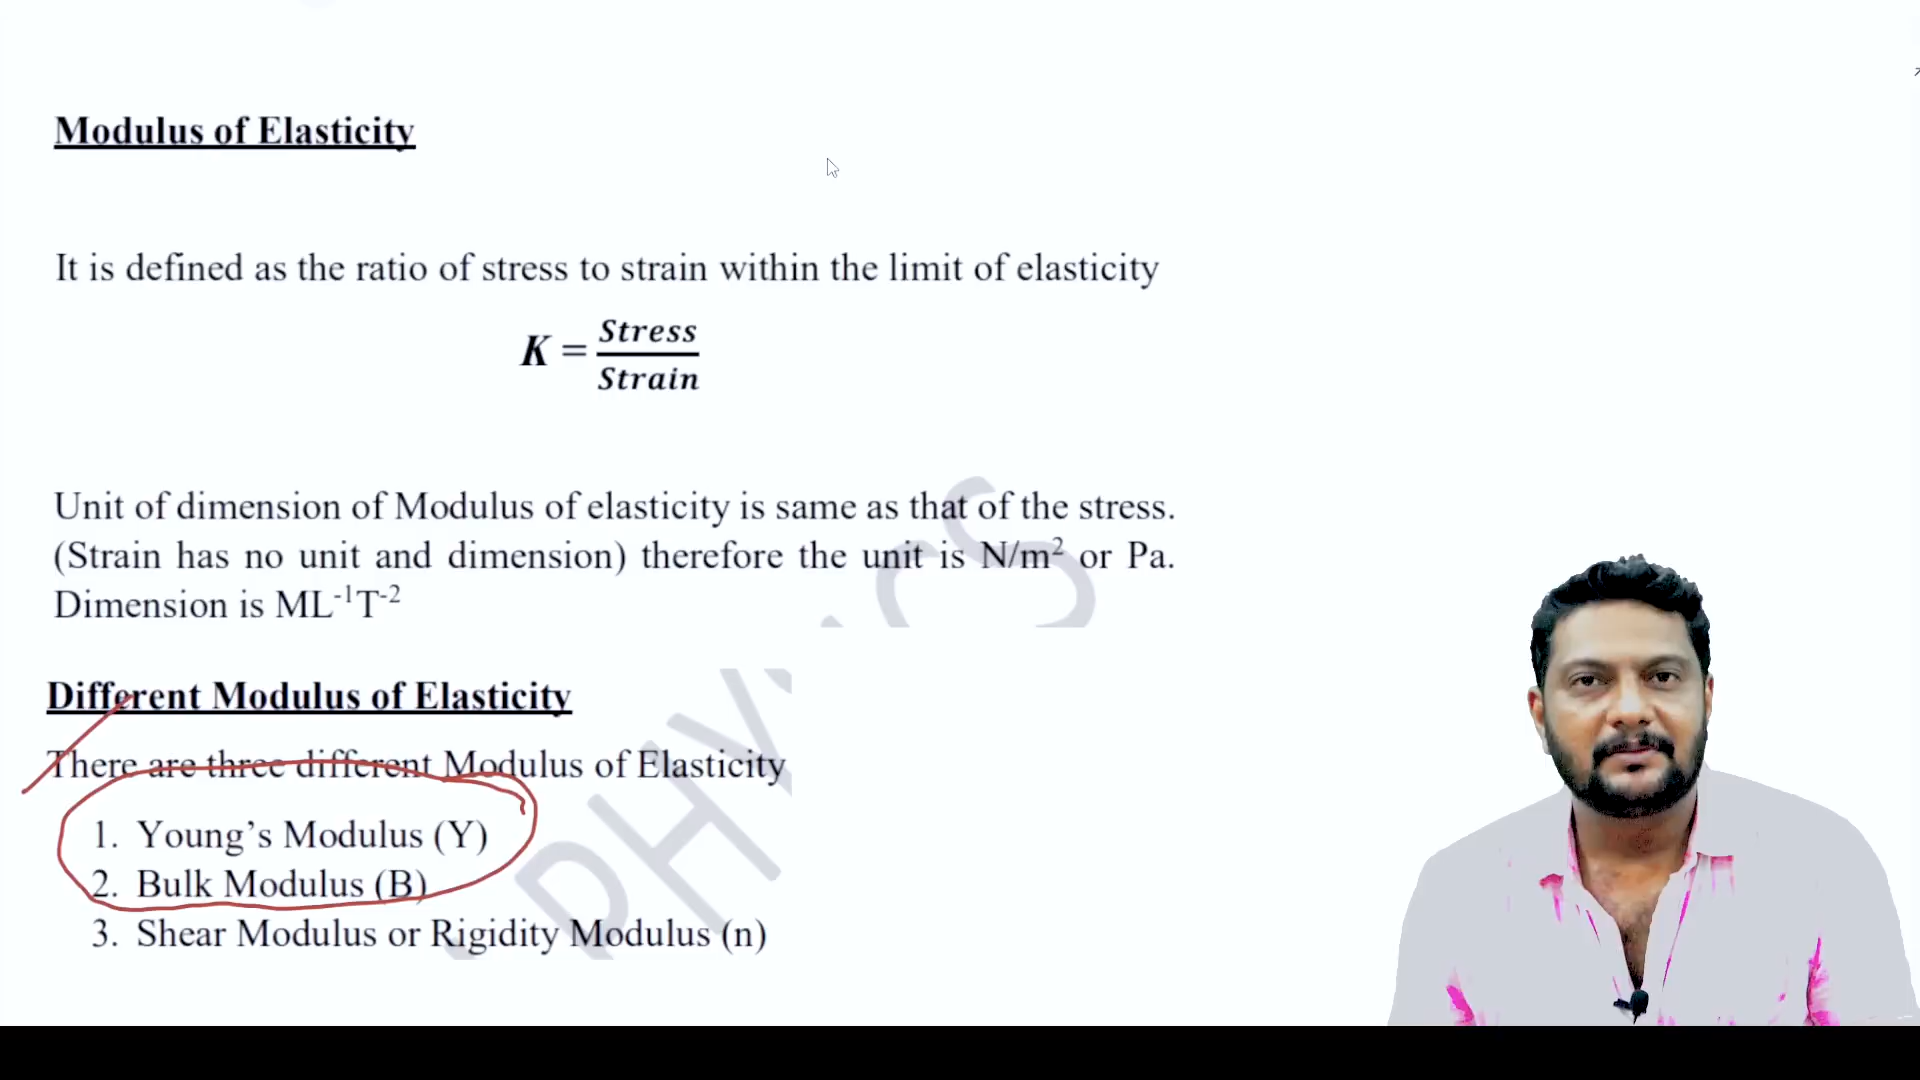 Modulus of Elasticity
It is defined as the ratio of stress to strain within the limit of elasticity
K = Stress / Strain
Unit of dimension of Modulus of elasticity is same as that of the stress.
(Strain has no unit and dimension) therefore the unit is N/m² or Pa.
Dimension is ML⁻¹T⁻²
Different Modulus of Elasticity
There are three different Modulus of Elasticity
1. Young’s Modulus (Y)
2. Bulk Modulus (B)
3. Shear Modulus or Rigidity Modulus (n)